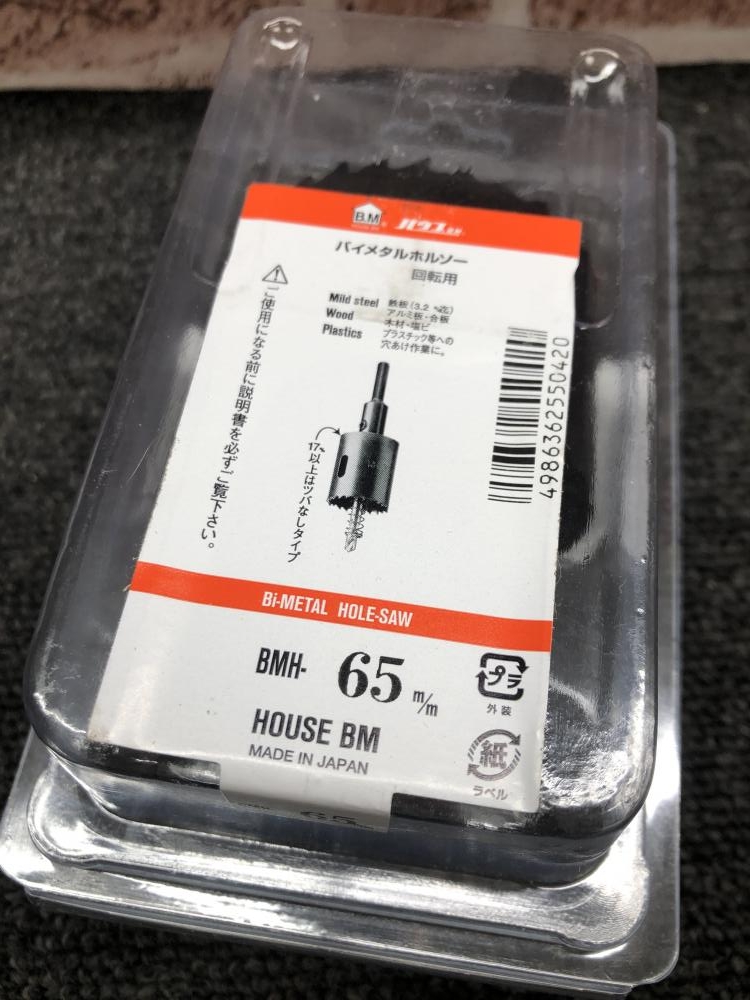 B.M ハウスB.M
バイメタルホルソー
回転用
Mild steel 鉄板(3.2㍉迄)
Wood アルミ板・合板
木材・塩ビ
Plastics プラスチック等への
穴あけ作業に。
ご使用になる前に説明書を必ずご覧下さい。
17㍉以上はツバなしタイプ
4986362550420
Bi-METAL HOLE-SAW
BMH- 65 m/m
HOUSE BM
MADE IN JAPAN
プラ
外装
紙
ラベル